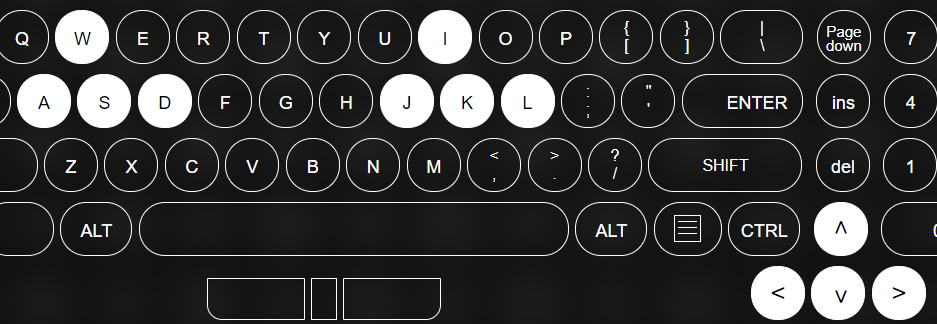 Q W E R T Y U I O P { [ } ] | \ Page down 7
A S D F G H J K L : ; " ' ENTER ins 4
Z X C V B N M < , > . ? / SHIFT del 1
ALT ALT CTRL ^
< v >